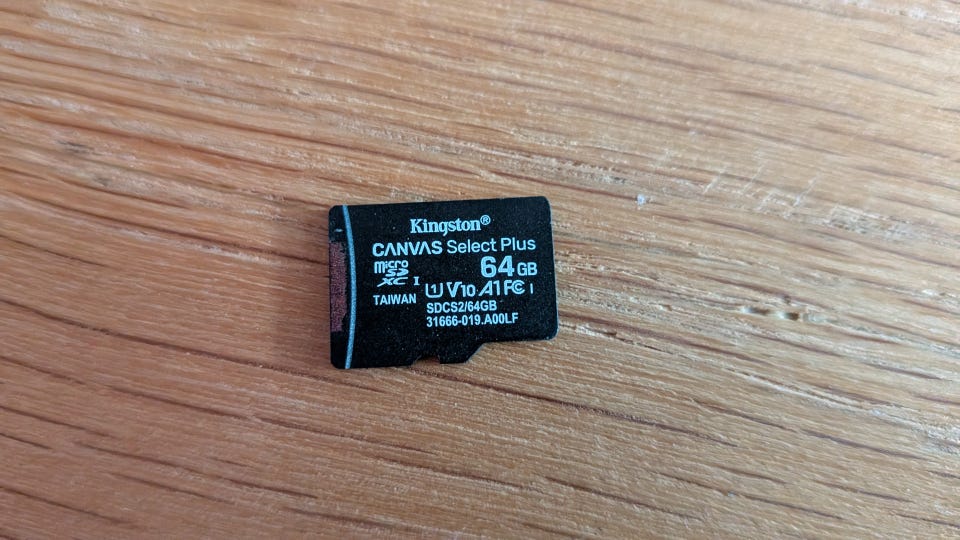 Kingston®
CANVAS Select Plus
micro SD XC I
64 GB
U1 V10 A1 FC I
TAIWAN
SDCS2/64GB
31666-019.A00LF